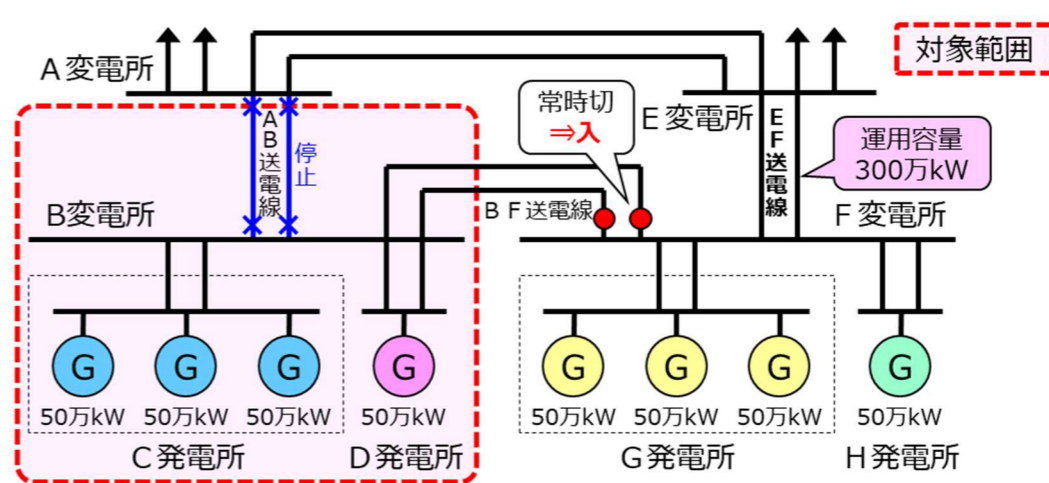 対象範囲
A変電所
常時切
⇒入
E変電所
AB送電線
停止
EF送電線
運用容量
300万kW
B変電所
BF送電線
F変電所
G
G
G
G
G
G
G
G
50万kW
50万kW
50万kW
50万kW
50万kW
50万kW
50万kW
50万kW
C発電所
D発電所
G発電所
H発電所